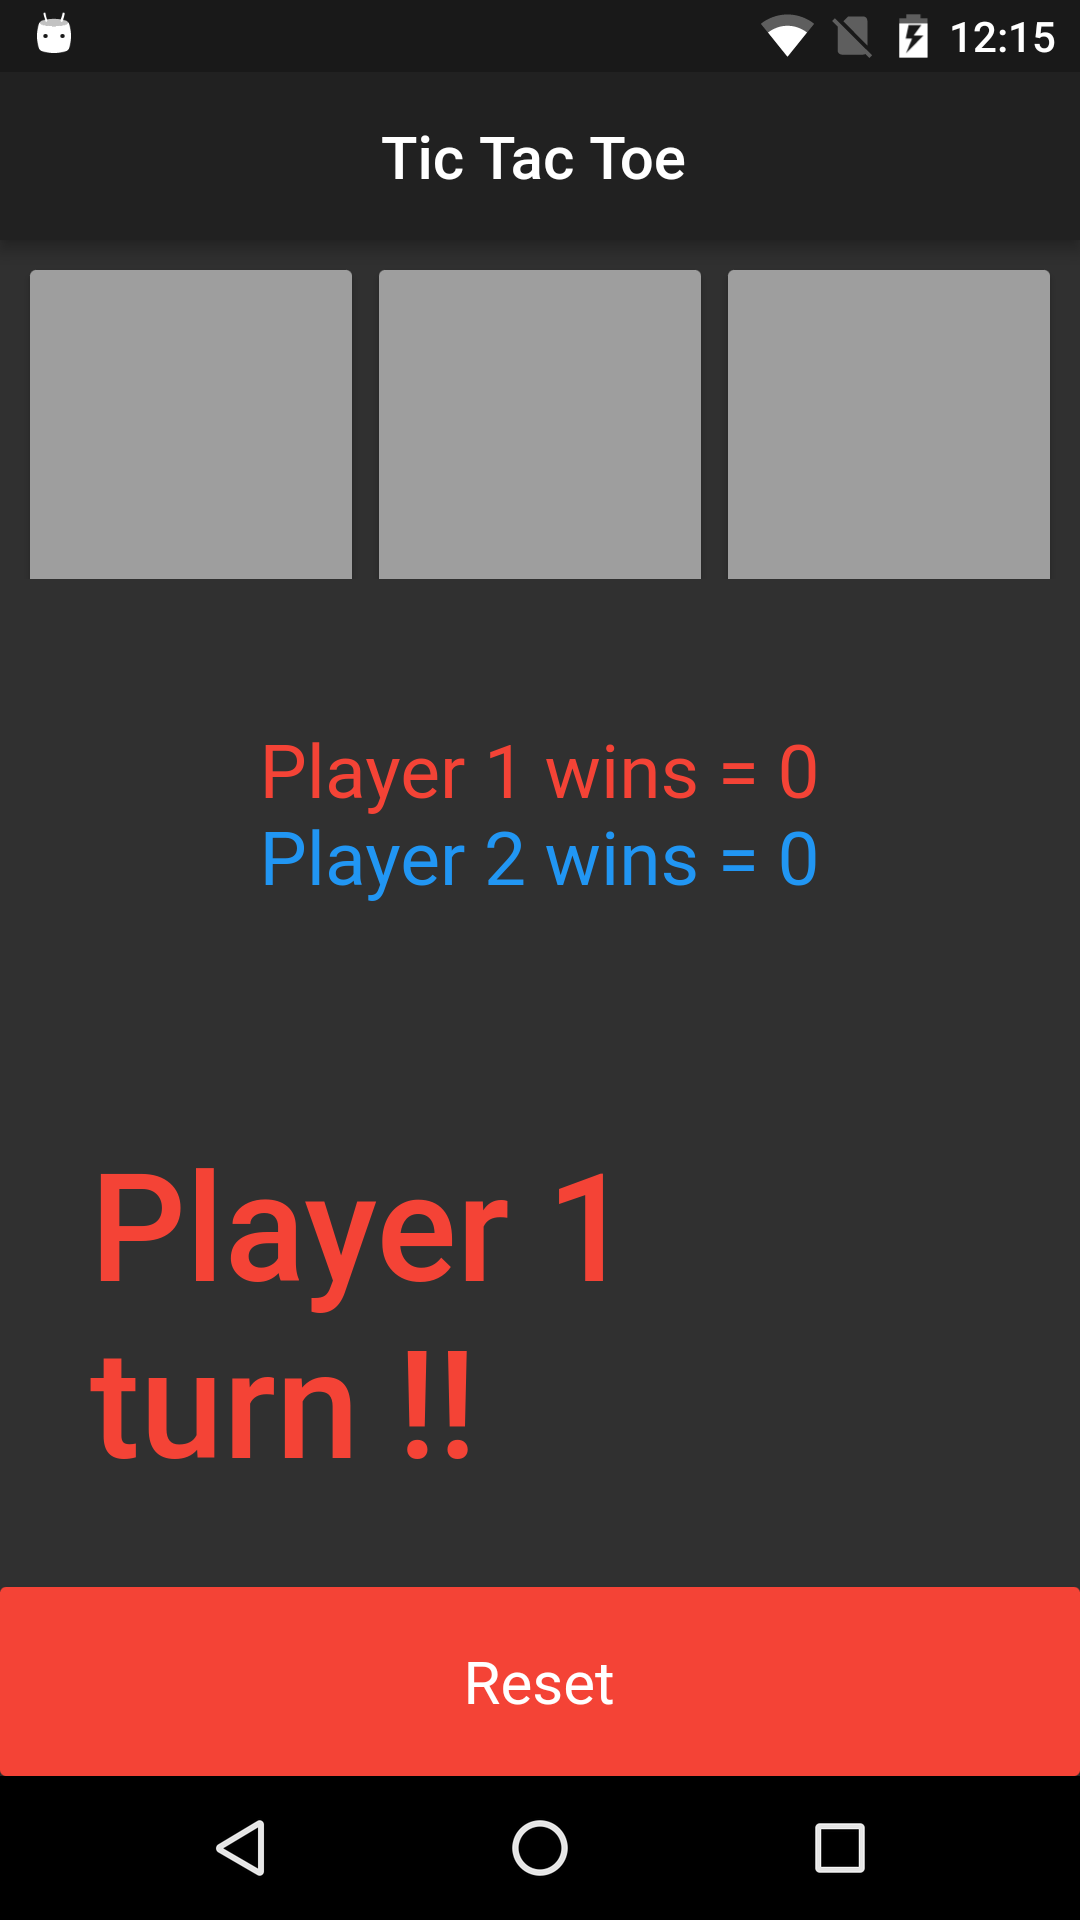 12:15
Tic Tac Toe
Player 1 wins = 0
Player 2 wins = 0
Player 1
turn !!
Reset